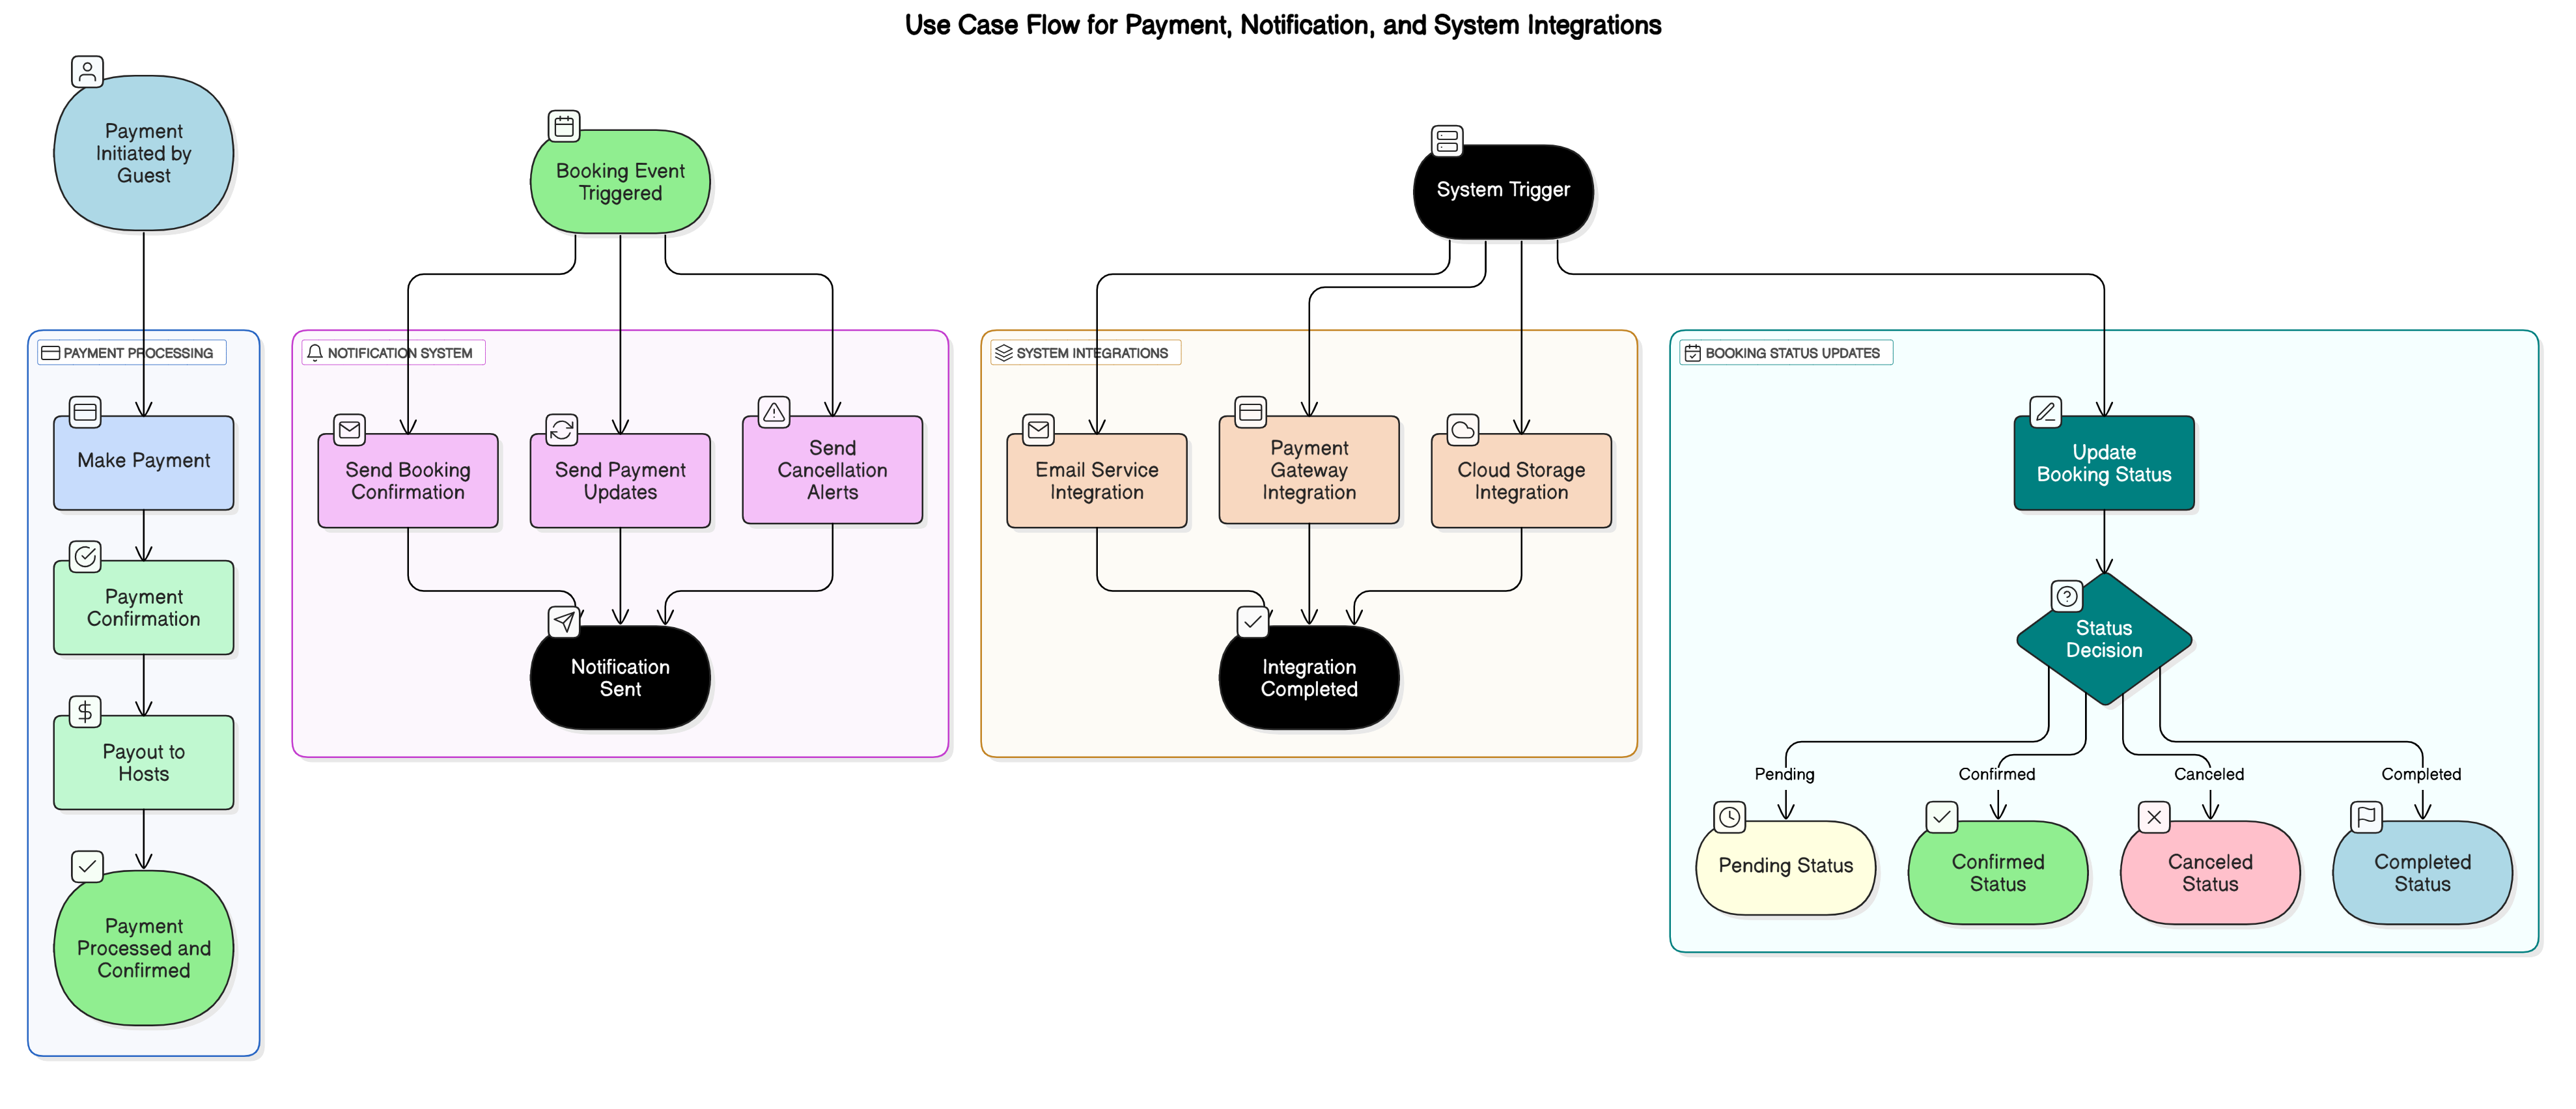 Use Case Flow for Payment, Notification, and System Integrations
Payment
Initiated by
Guest
Booking Event
Triggered
System Trigger
PAYMENT PROCESSING
Make Payment
Payment
Confirmation
Payout to
Hosts
Payment
Processed and
Confirmed
NOTIFICATION SYSTEM
Send Booking
Confirmation
Send Payment
Updates
Send
Cancellation
Alerts
Notification
Sent
SYSTEM INTEGRATIONS
Email Service
Integration
Payment
Gateway
Integration
Cloud Storage
Integration
Integration
Completed
BOOKING STATUS UPDATES
Update
Booking Status
Status
Decision
Pending
Confirmed
Canceled
Completed
Pending Status
Confirmed
Status
Canceled
Status
Completed
Status